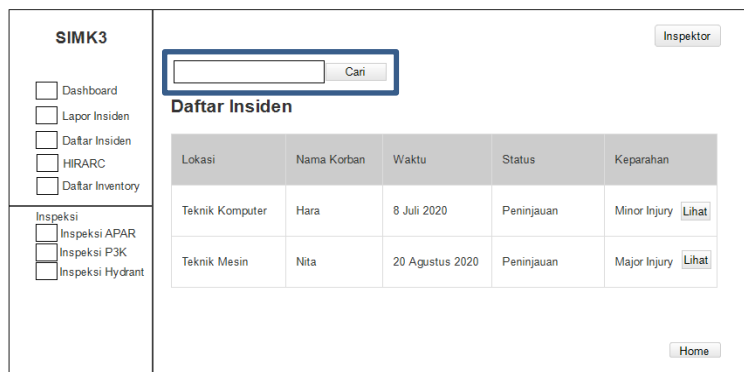 SIMK3
Inspektor
Cari
Dashboard
Lapor Insiden
Daftar Insiden
HIRARC
Daftar Inventory
Inspeksi
Inspeksi APAR
Inspeksi P3K
Inspeksi Hydrant
Daftar Insiden
Lokasi Nama Korban Waktu Status Keparahan
Teknik Komputer Hara 8 Juli 2020 Peninjauan Minor Injury Lihat
Teknik Mesin Nita 20 Agustus 2020 Peninjauan Major Injury Lihat
Home